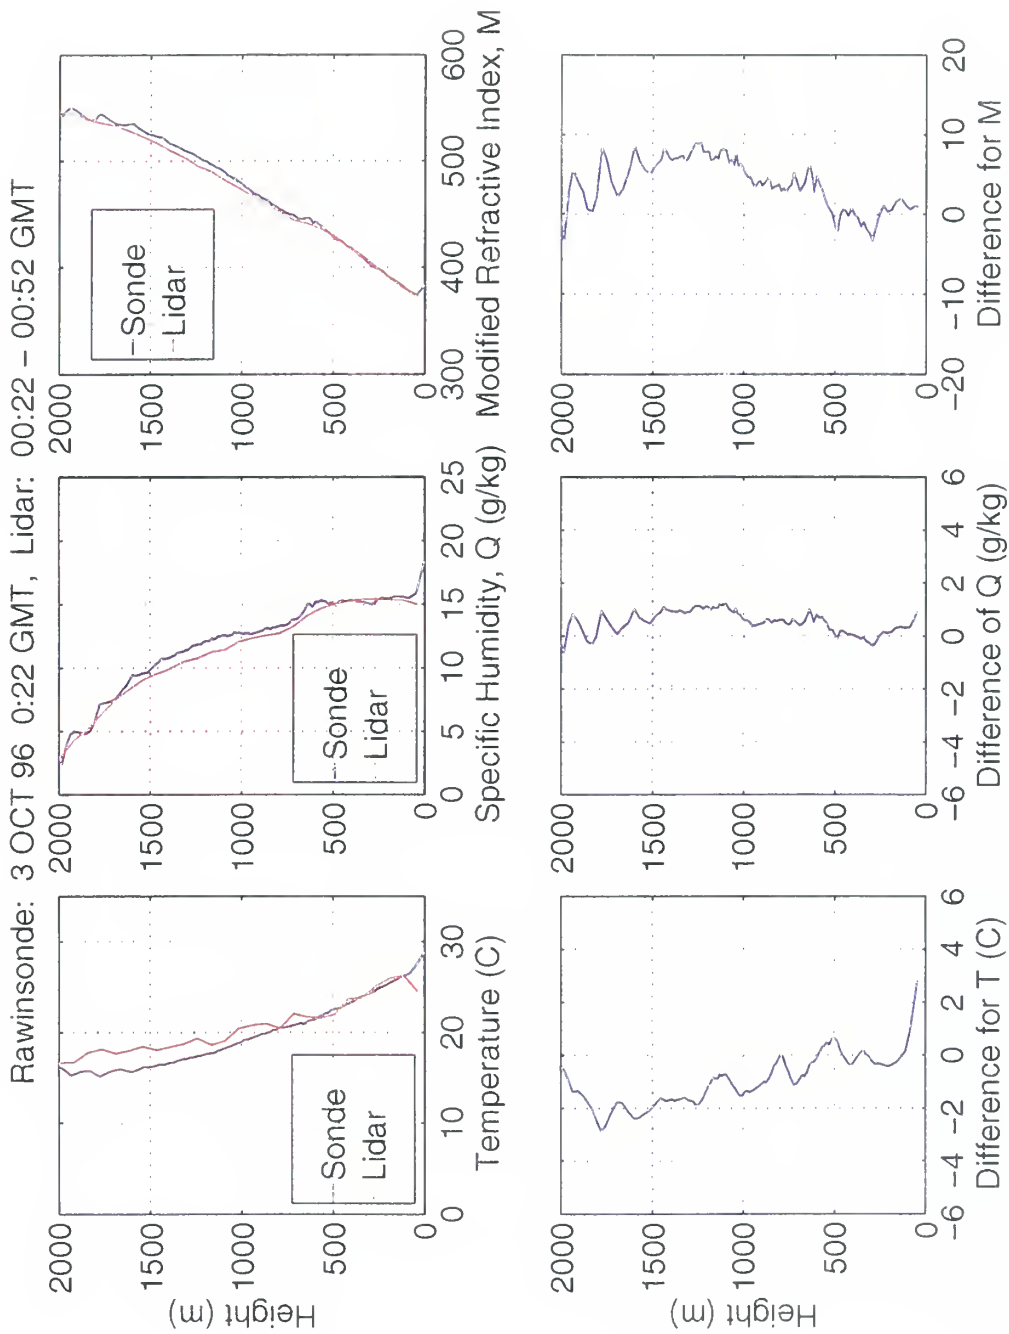 Rawinsonde: 3 OCT 96 0:22 GMT, Lidar: 00:22 – 00:52 GMT
Height (m)
2000
1500
1000
500
0
0 10 20 30
Temperature (C)
Sonde
Lidar
2000
1500
1000
500
0
0 5 10 15 20 25
Specific Humidity, Q (g/kg)
Sonde
Lidar
2000
1500
1000
500
0
300 400 500 600
Modified Refractive Index, M
Sonde
Lidar
Height (m)
2000
1500
1000
500
0
−6 −4 −2 0 2 4 6
Difference for T (C)
2000
1500
1000
500
0
−6 −4 −2 0 2 4 6
Difference of Q (g/kg)
2000
1500
1000
500
0
−20 −10 0 10 20
Difference for M